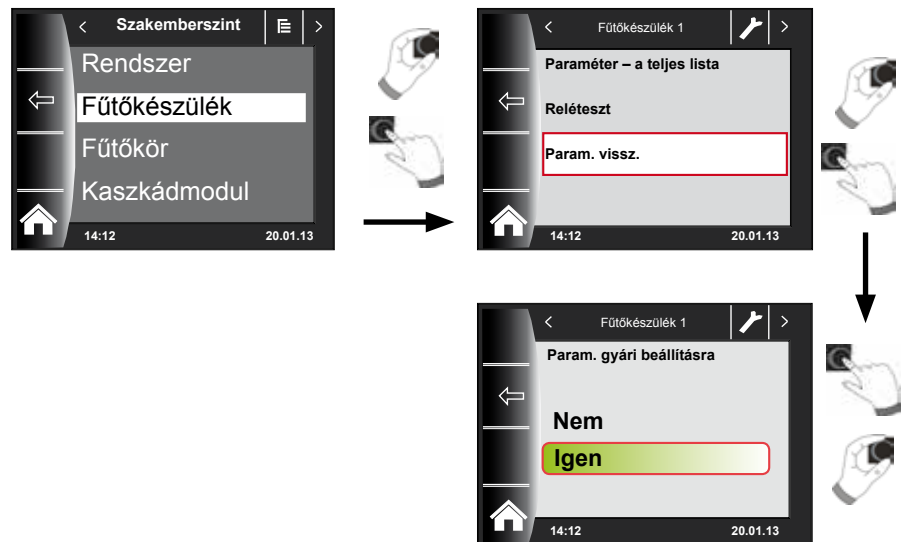 Szakemberszint
Rendszer
Fűtőkészülék
Fűtőkör
Kaszkádmodul
14:12 20.01.13
Fűtőkészülék 1
Paraméter – a teljes lista
Reléteszt
Param. vissz.
14:12 20.01.13
Fűtőkészülék 1
Param. gyári beállításra
Nem
Igen
14:12 20.01.13